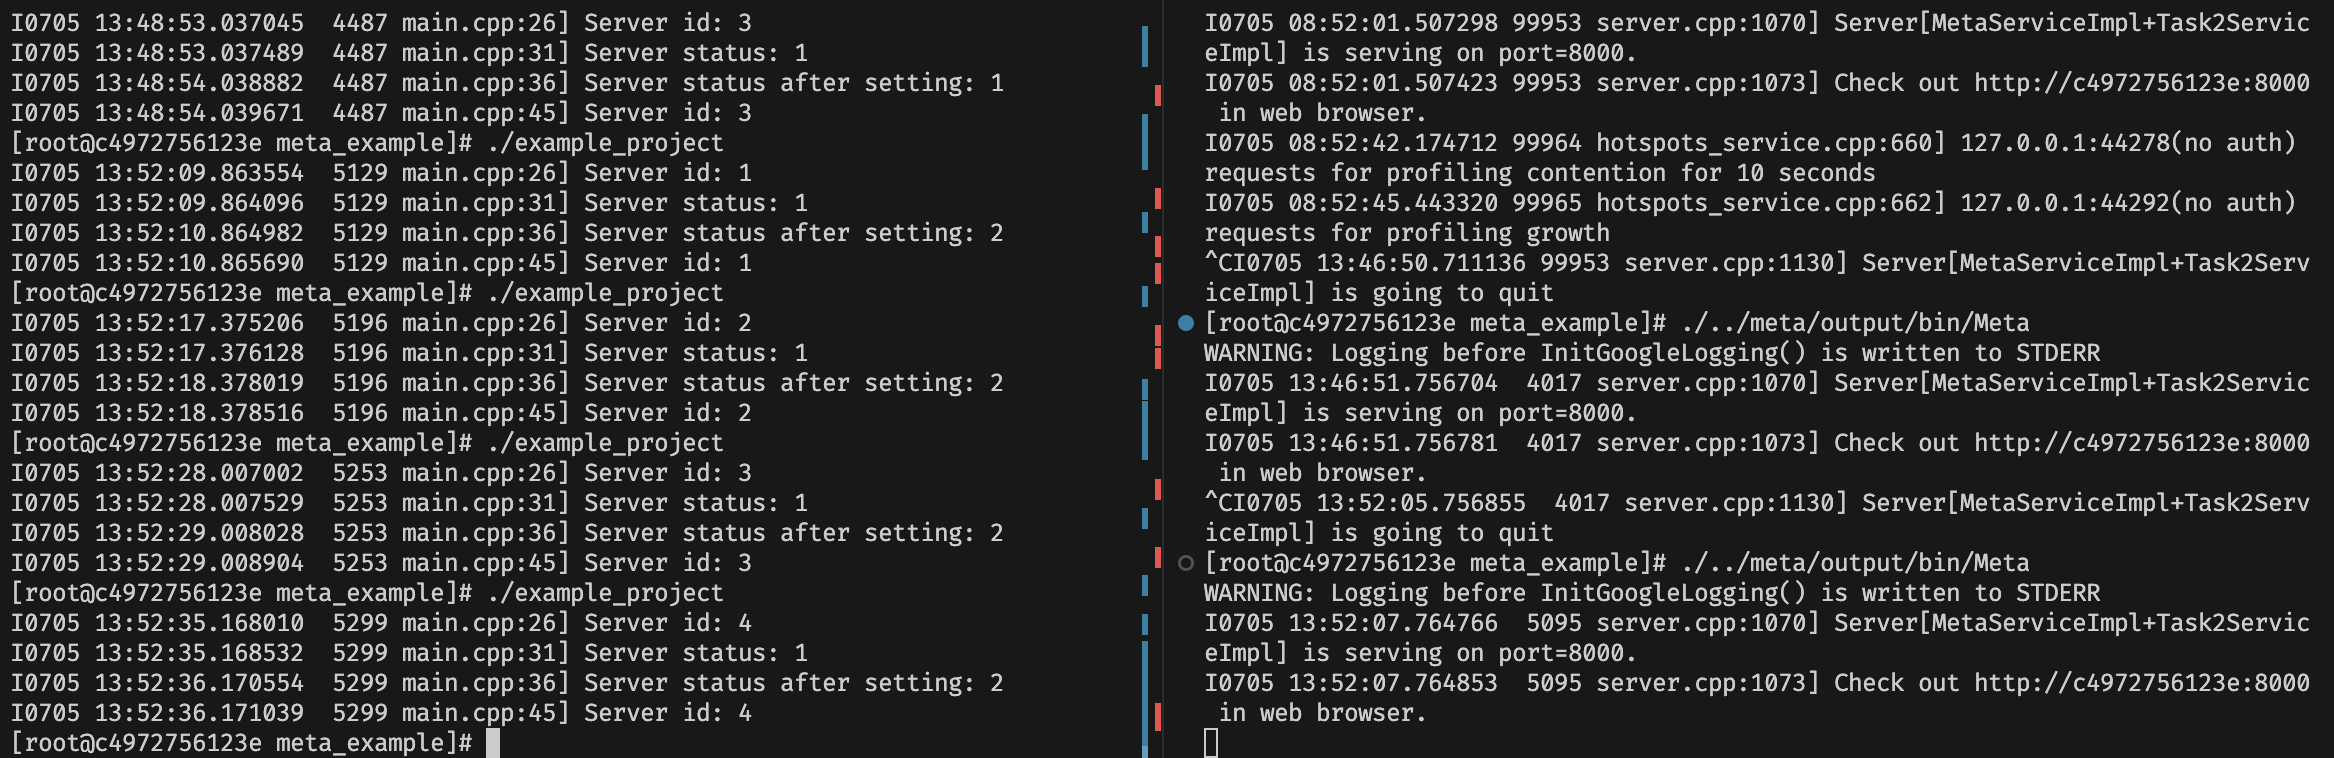 I0705 13:48:53.037045  4487 main.cpp:26] Server id: 3
I0705 13:48:53.037489  4487 main.cpp:31] Server status: 1
I0705 13:48:54.038882  4487 main.cpp:36] Server status after setting: 1
I0705 13:48:54.039671  4487 main.cpp:45] Server id: 3
[root@c4972756123e meta_example]# ./example_project
I0705 13:52:09.863554  5129 main.cpp:26] Server id: 1
I0705 13:52:09.864096  5129 main.cpp:31] Server status: 1
I0705 13:52:10.864982  5129 main.cpp:36] Server status after setting: 2
I0705 13:52:10.865690  5129 main.cpp:45] Server id: 1
[root@c4972756123e meta_example]# ./example_project
I0705 13:52:17.375206  5196 main.cpp:26] Server id: 2
I0705 13:52:17.376128  5196 main.cpp:31] Server status: 1
I0705 13:52:18.378019  5196 main.cpp:36] Server status after setting: 2
I0705 13:52:18.378516  5196 main.cpp:45] Server id: 2
[root@c4972756123e meta_example]# ./example_project
I0705 13:52:28.007002  5253 main.cpp:26] Server id: 3
I0705 13:52:28.007529  5253 main.cpp:31] Server status: 1
I0705 13:52:29.008028  5253 main.cpp:36] Server status after setting: 2
I0705 13:52:29.008904  5253 main.cpp:45] Server id: 3
[root@c4972756123e meta_example]# ./example_project
I0705 13:52:35.168010  5299 main.cpp:26] Server id: 4
I0705 13:52:35.168532  5299 main.cpp:31] Server status: 1
I0705 13:52:36.170554  5299 main.cpp:36] Server status after setting: 2
I0705 13:52:36.171039  5299 main.cpp:45] Server id: 4
[root@c4972756123e meta_example]#
I0705 08:52:01.507298 99953 server.cpp:1070] Server[MetaServiceImpl+Task2Servic
eImpl] is serving on port=8000.
I0705 08:52:01.507423 99953 server.cpp:1073] Check out http://c4972756123e:8000
 in web browser.
I0705 08:52:42.174712 99964 hotspots_service.cpp:660] 127.0.0.1:44278(no auth)
requests for profiling contention for 10 seconds
I0705 08:52:45.443320 99965 hotspots_service.cpp:662] 127.0.0.1:44292(no auth)
requests for profiling growth
^CI0705 13:46:50.711136 99953 server.cpp:1130] Server[MetaServiceImpl+Task2Serv
iceImpl] is going to quit
[root@c4972756123e meta_example]# ./../meta/output/bin/Meta
WARNING: Logging before InitGoogleLogging() is written to STDERR
I0705 13:46:51.756704  4017 server.cpp:1070] Server[MetaServiceImpl+Task2Servic
eImpl] is serving on port=8000.
I0705 13:46:51.756781  4017 server.cpp:1073] Check out http://c4972756123e:8000
 in web browser.
^CI0705 13:52:05.756855  4017 server.cpp:1130] Server[MetaServiceImpl+Task2Serv
iceImpl] is going to quit
[root@c4972756123e meta_example]# ./../meta/output/bin/Meta
WARNING: Logging before InitGoogleLogging() is written to STDERR
I0705 13:52:07.764766  5095 server.cpp:1070] Server[MetaServiceImpl+Task2Servic
eImpl] is serving on port=8000.
I0705 13:52:07.764853  5095 server.cpp:1073] Check out http://c4972756123e:8000
 in web browser.